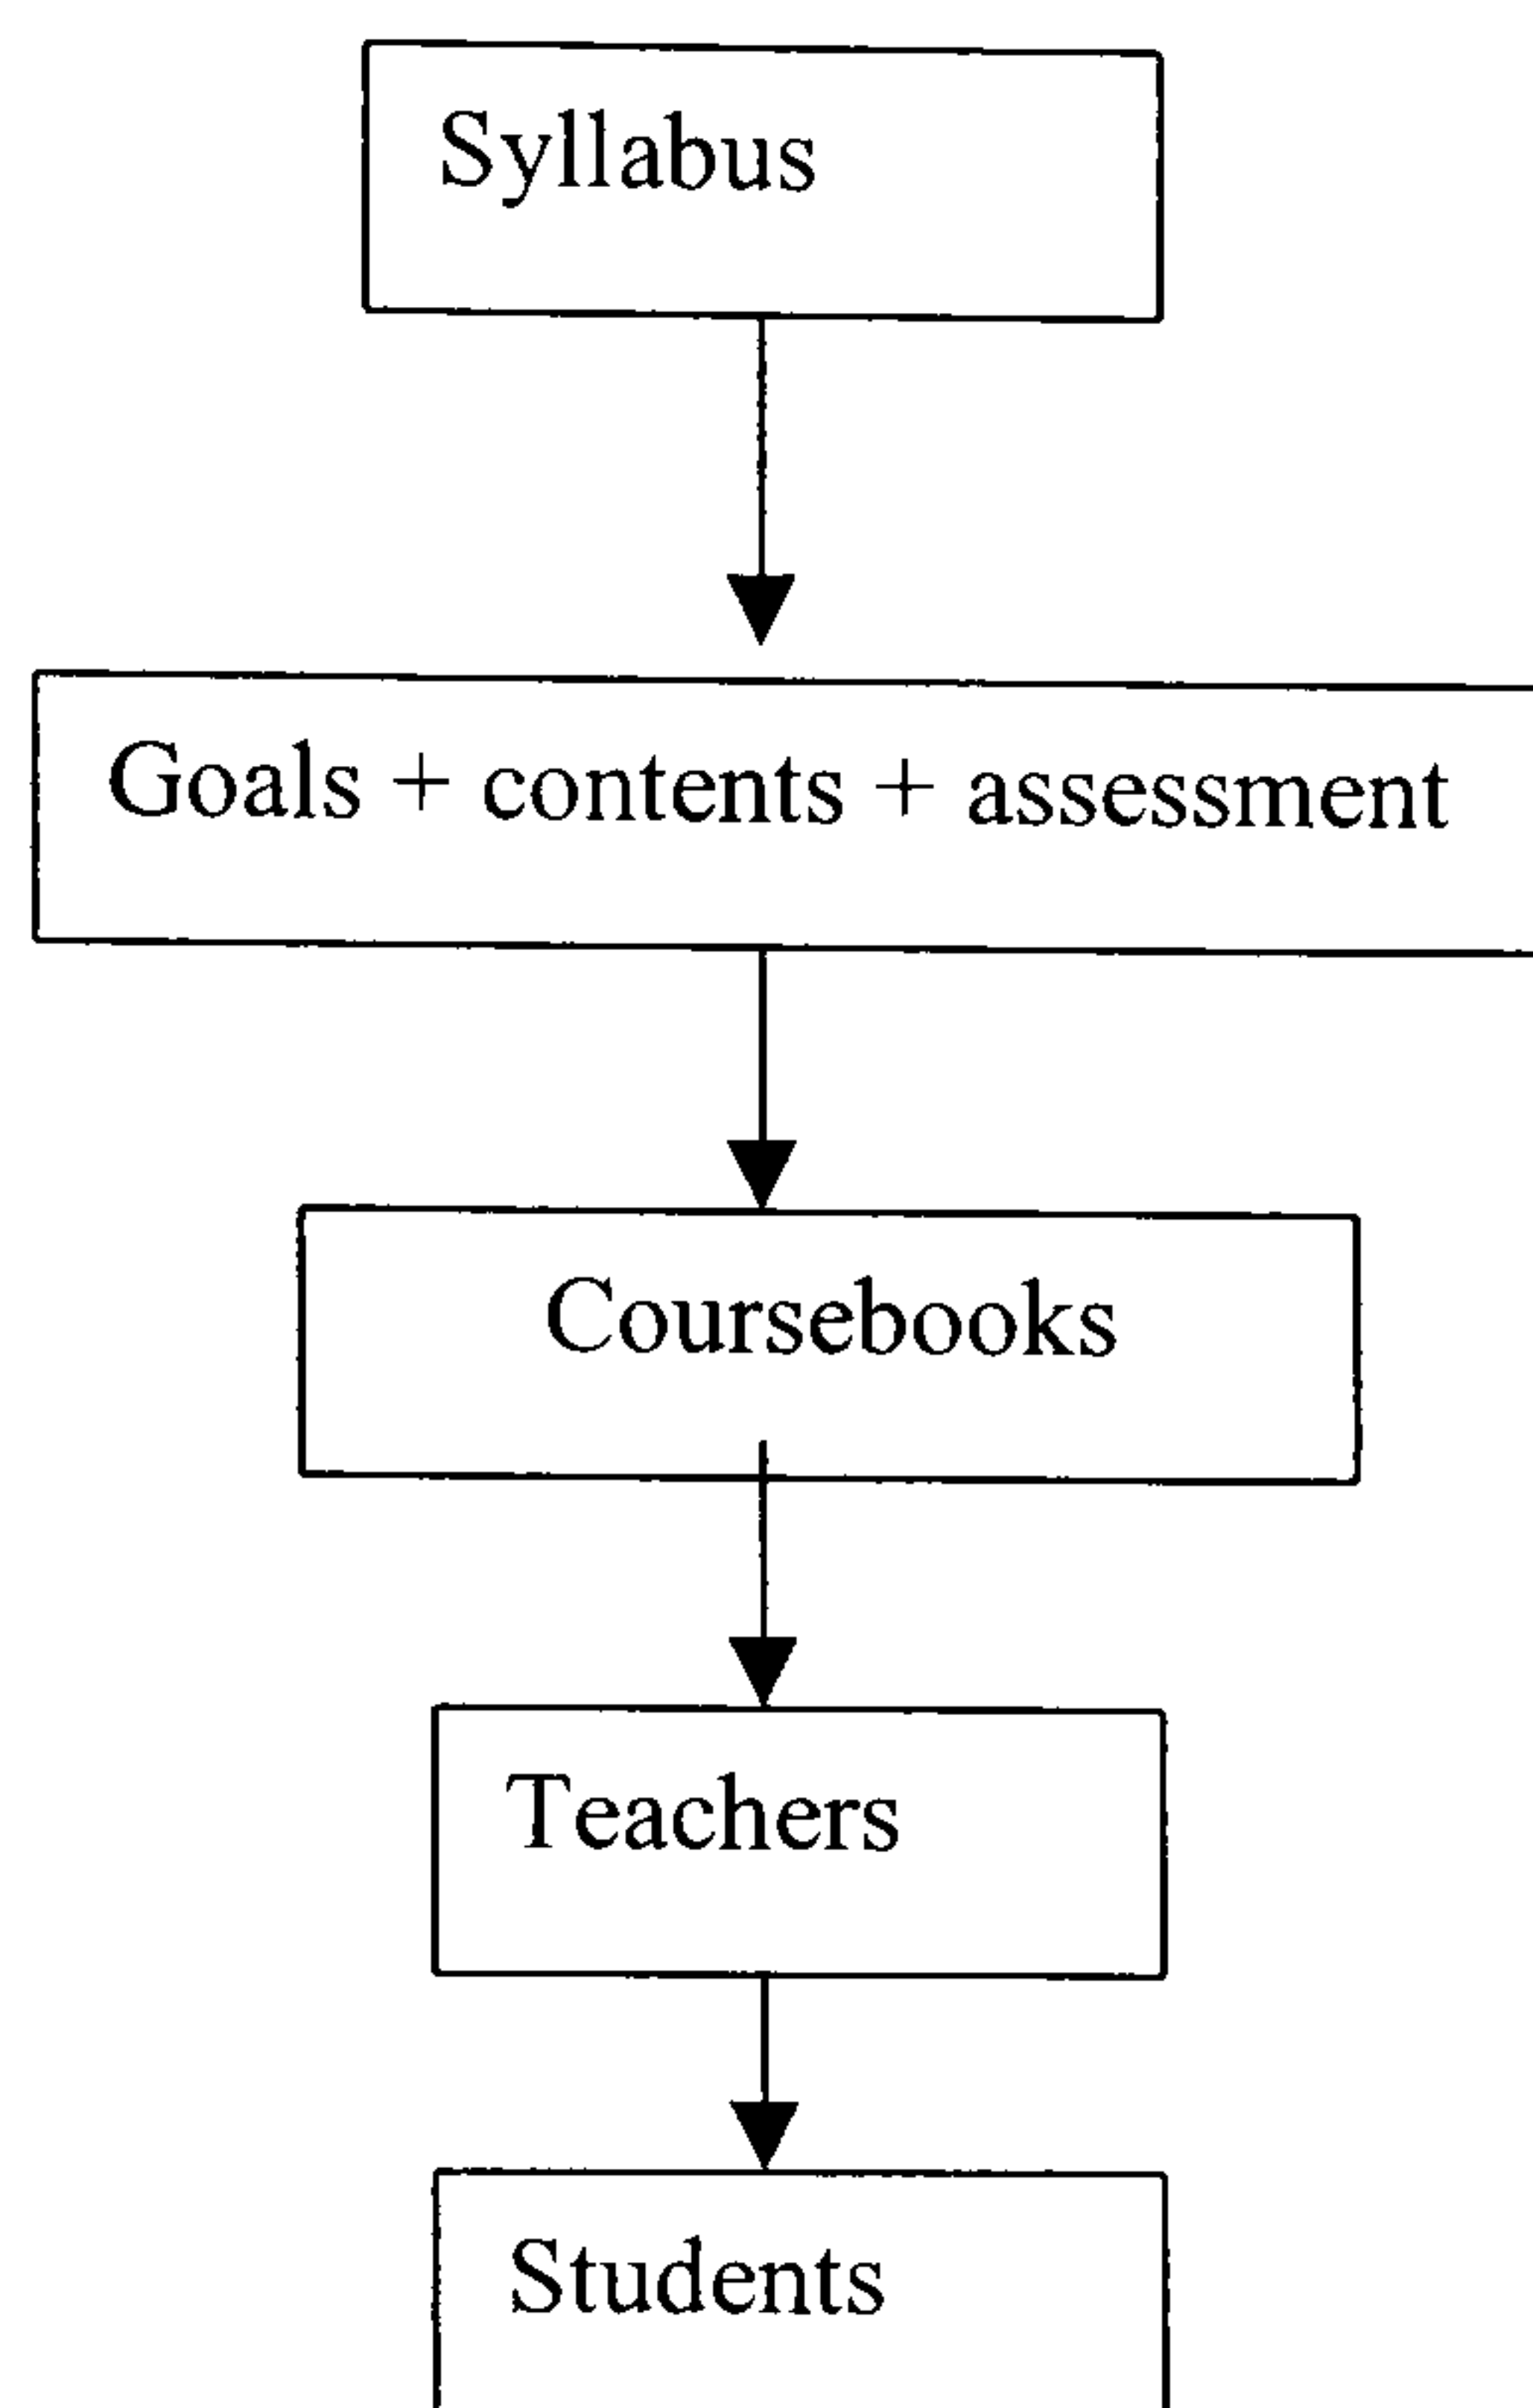 Syllabus
Goals + contents + assessment
Coursebooks
Teachers
Students